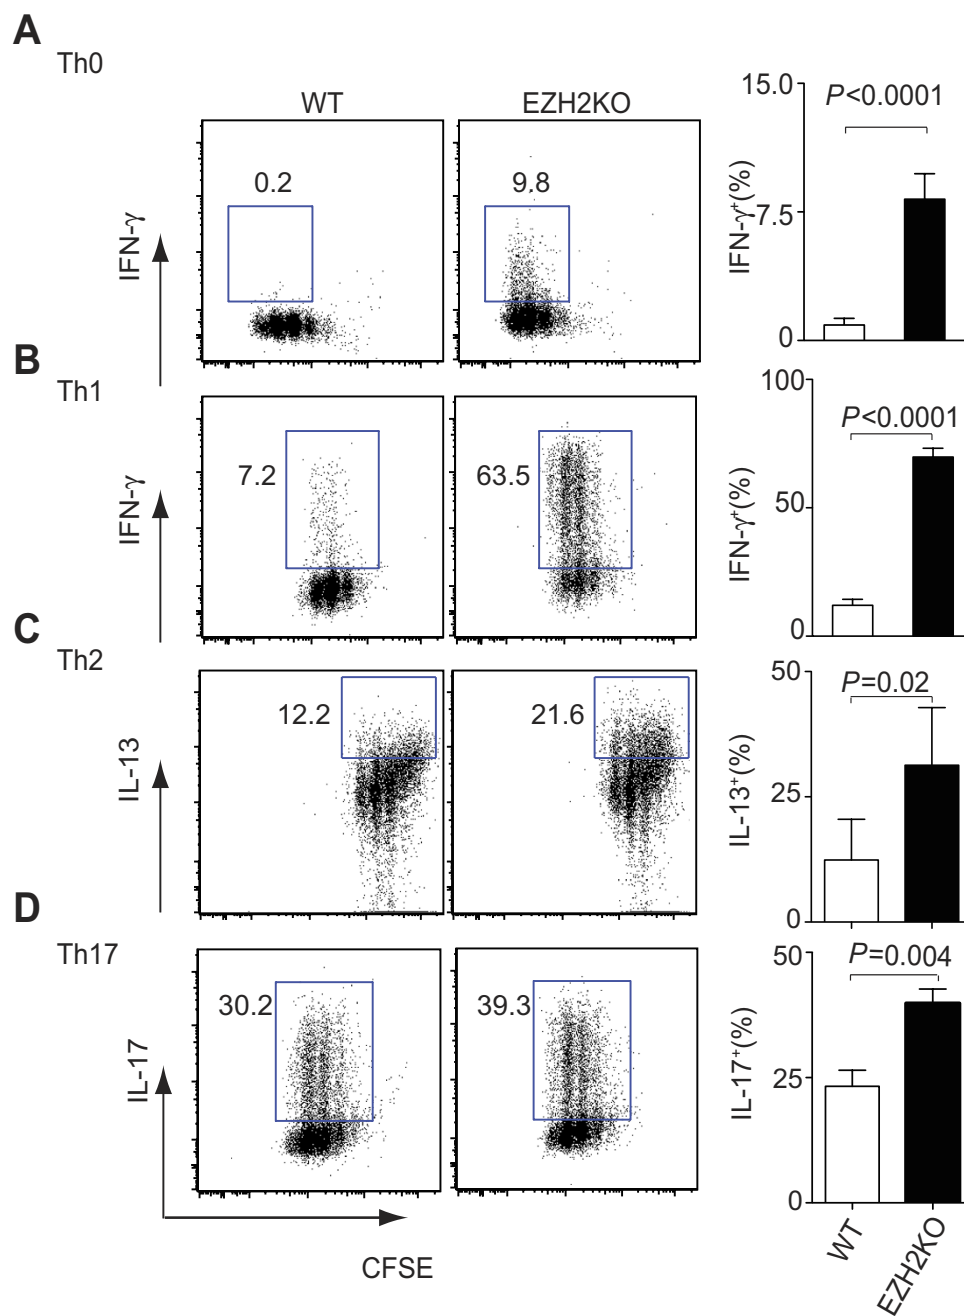 A
Th0
WT
EZH2KO
0.2
9.8
IFN-γ
15.0
P<0.0001
IFN-γ⁺(%)
7.5
0
B
Th1
7.2
63.5
IFN-γ
100
P<0.0001
IFN-γ⁺(%)
50
0
C
Th2
12.2
21.6
IL-13
50
P=0.02
IL-13⁺(%)
25
0
D
Th17
30.2
39.3
IL-17
50
P=0.004
IL-17⁺(%)
25
0
CFSE
WT
EZH2KO